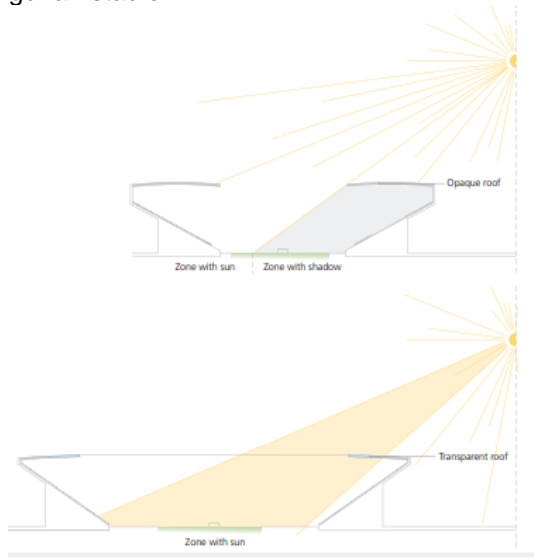 Opaque roof
Zone with sun
Zone with shadow
Transparent roof
Zone with sun